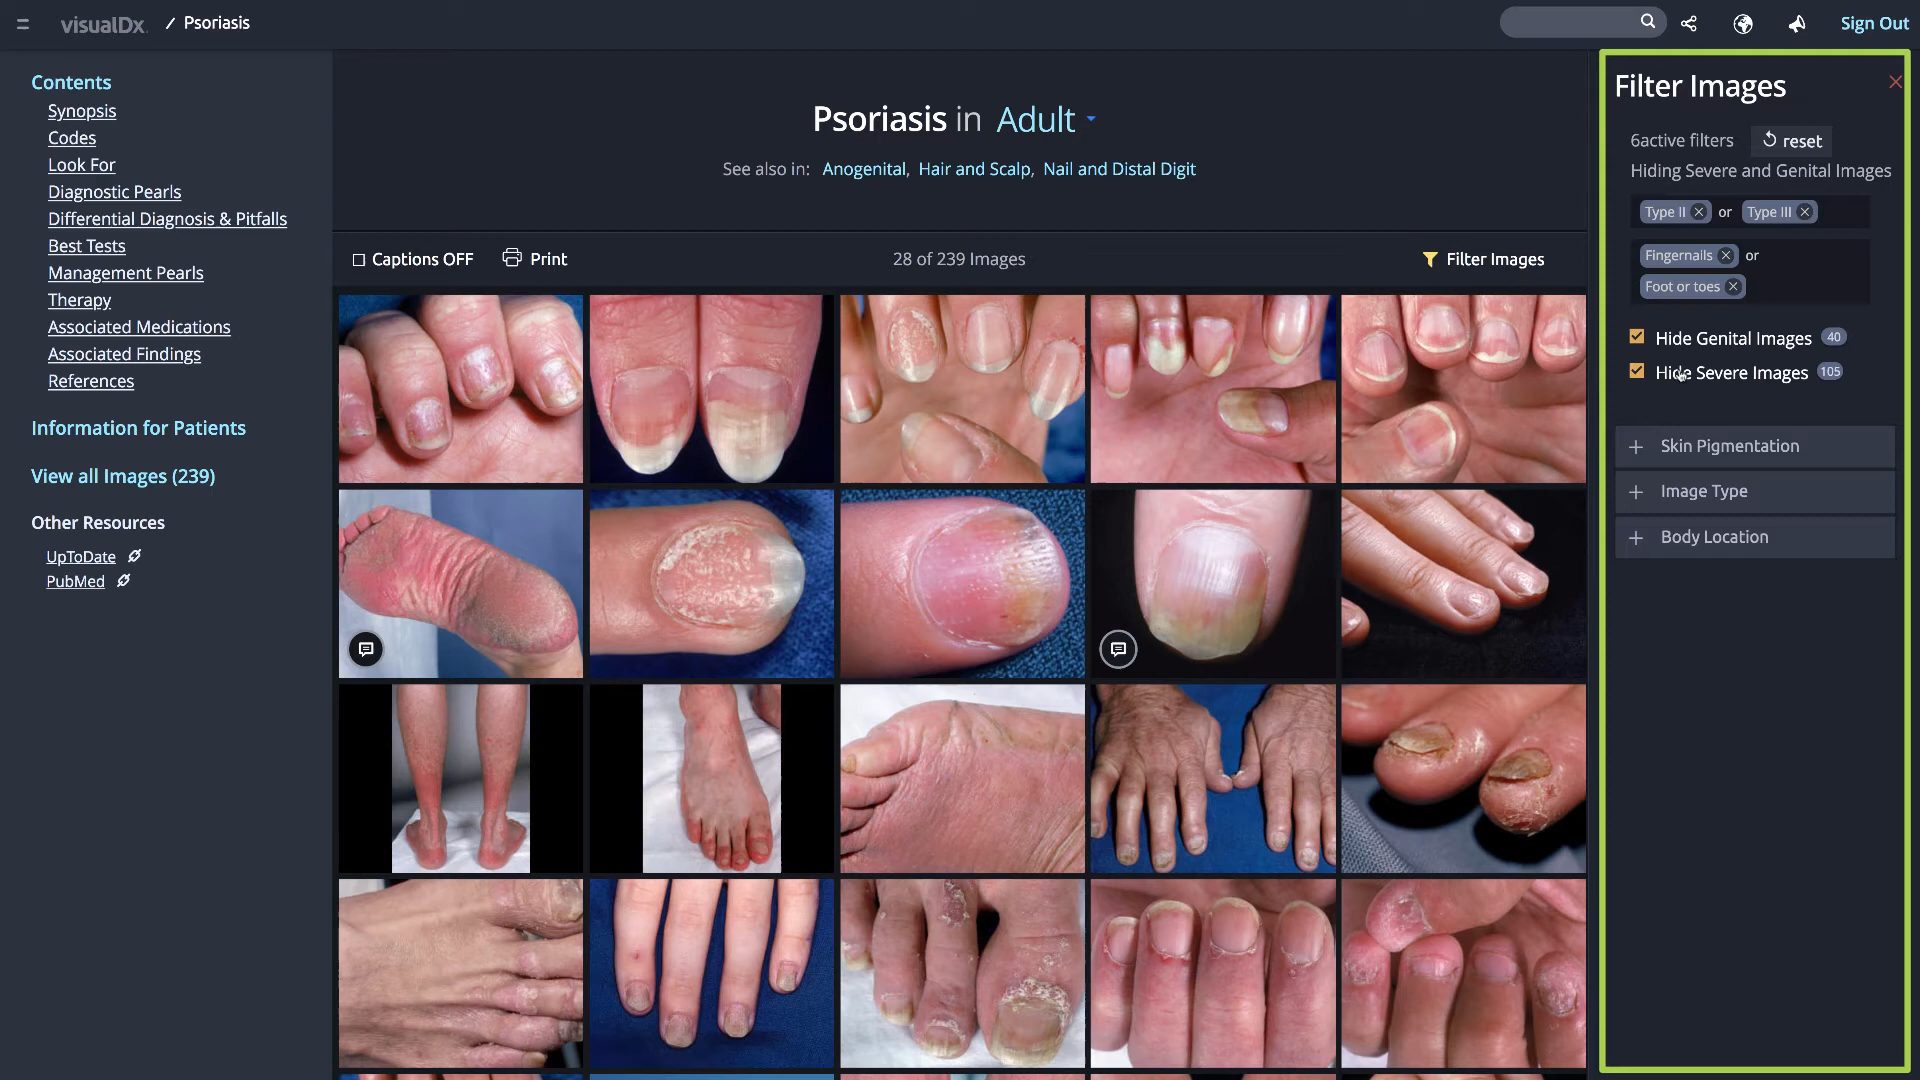 visualDx / Psoriasis
Sign Out
Contents
Synopsis
Codes
Look For
Diagnostic Pearls
Differential Diagnosis & Pitfalls
Best Tests
Management Pearls
Therapy
Associated Medications
Associated Findings
References
Information for Patients
View all Images (239)
Other Resources
UpToDate
PubMed
Psoriasis in Adult
See also in: Anogenital, Hair and Scalp, Nail and Distal Digit
Captions OFF Print 28 of 239 Images Filter Images
Filter Images
6active filters reset
Hiding Severe and Genital Images
Type II or Type III
Fingernails or
Foot or toes
Hide Genital Images 40
Hide Severe Images 105
Skin Pigmentation
Image Type
Body Location